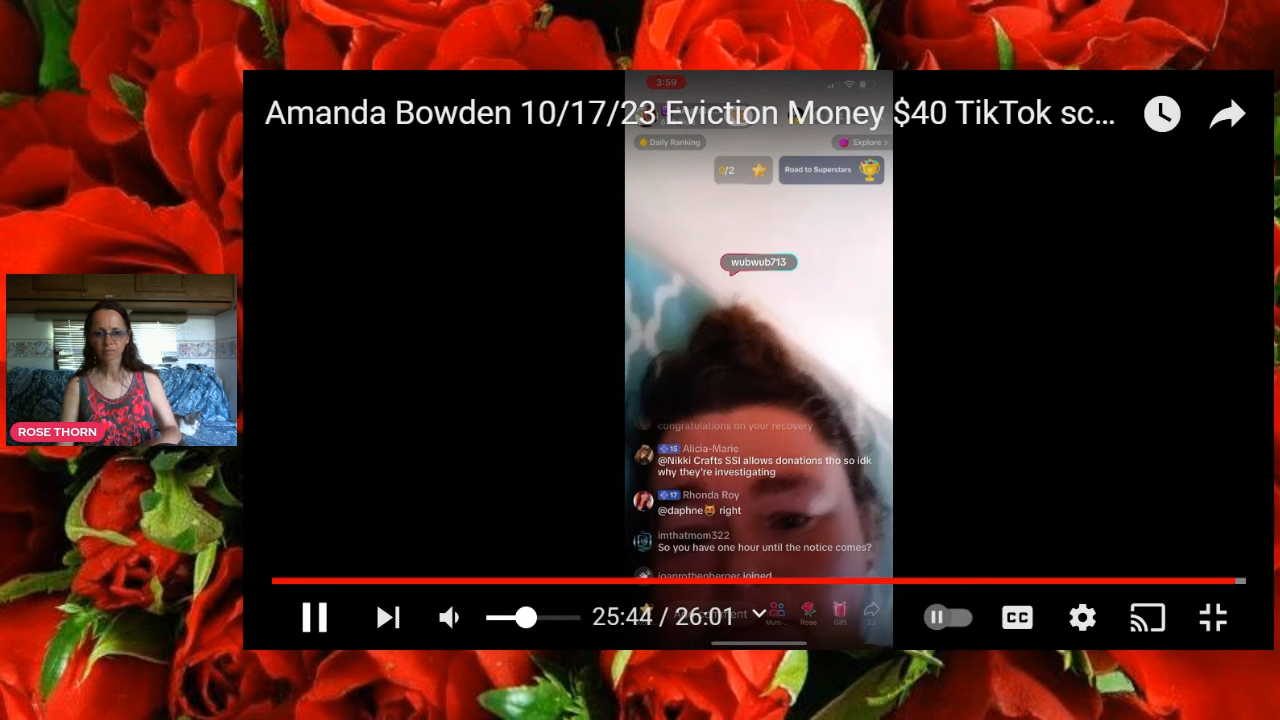 3:59
Amanda Bowden 10/17/23 Eviction Money $40 TikTok sc...
Daily Ranking
Explore >
0/2
Road to Superstars
wubwub713
congratulations on your recovery
15 Alicia-Marie
@Nikki Crafts SSI allows donations tho so idk
why they're investigating
17 Rhonda Roy
@daphne😺 right
imthatmom322
So you have one hour until the notice comes?
joanrothenberger joined
25:44 / 26:01
Multi-...
Rose
Gift
CC
ROSE THORN